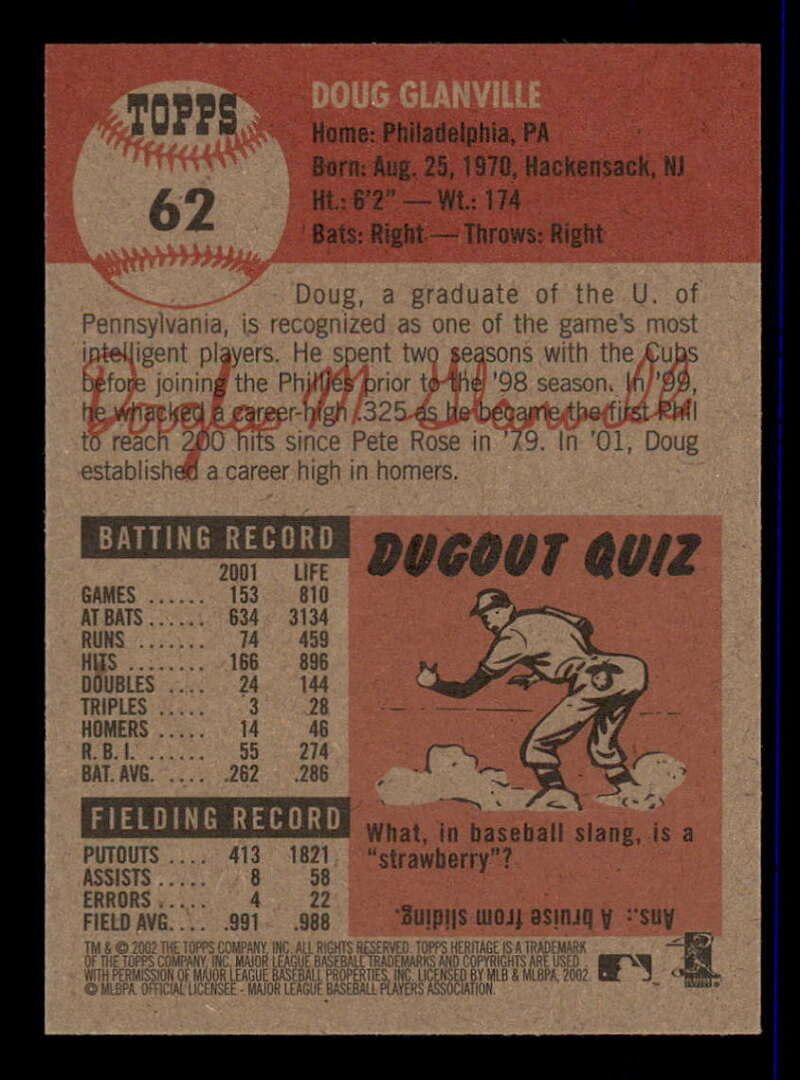 TOPPS
62
DOUG GLANVILLE
Home: Philadelphia, PA
Born: Aug. 25, 1970, Hackensack, NJ
Ht.: 6'2" — Wt.: 174
Bats: Right — Throws: Right
Doug, a graduate of the U. of
Pennsylvania, is recognized as one of the game's most
intelligent players. He spent two seasons with the Cubs
before joining the Phillies prior to the '98 season. In '99,
he whacked a career-high .325 as he became the first Phil
to reach 200 hits since Pete Rose in '79. In '01, Doug
established a career high in homers.
Douglas M. Glanville
BATTING RECORD
2001 LIFE
GAMES ...... 153 810
AT BATS ...... 634 3134
RUNS ....... 74 459
HITS ........ 166 896
DOUBLES .... 24 144
TRIPLES ..... 3 28
HOMERS ..... 14 46
R.B.I. ...... 55 274
BAT. AVG. .... .262 .286
FIELDING RECORD
PUTOUTS .... 413 1821
ASSISTS ..... 8 58
ERRORS ..... 4 22
FIELD AVG. ... .991 .988
DUGOUT QUIZ
What, in baseball slang, is a
"strawberry"?
Ans.: A bruise from sliding.
TM & © 2002 THE TOPPS COMPANY, INC. ALL RIGHTS RESERVED. TOPPS HERITAGE IS A TRADEMARK
OF THE TOPPS COMPANY, INC. MAJOR LEAGUE BASEBALL TRADEMARKS AND COPYRIGHTS ARE USED
WITH PERMISSION OF MAJOR LEAGUE BASEBALL PROPERTIES, INC. LICENSED BY MLB & MLBPA, 2002.
© MLBPA. OFFICIAL LICENSEE - MAJOR LEAGUE BASEBALL PLAYERS ASSOCIATION.